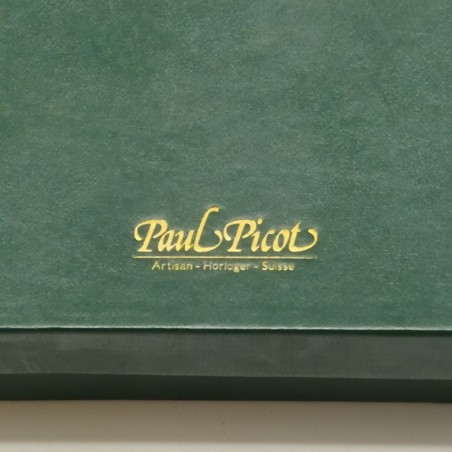 Paul Picot
Artisan - Horloger - Suisse